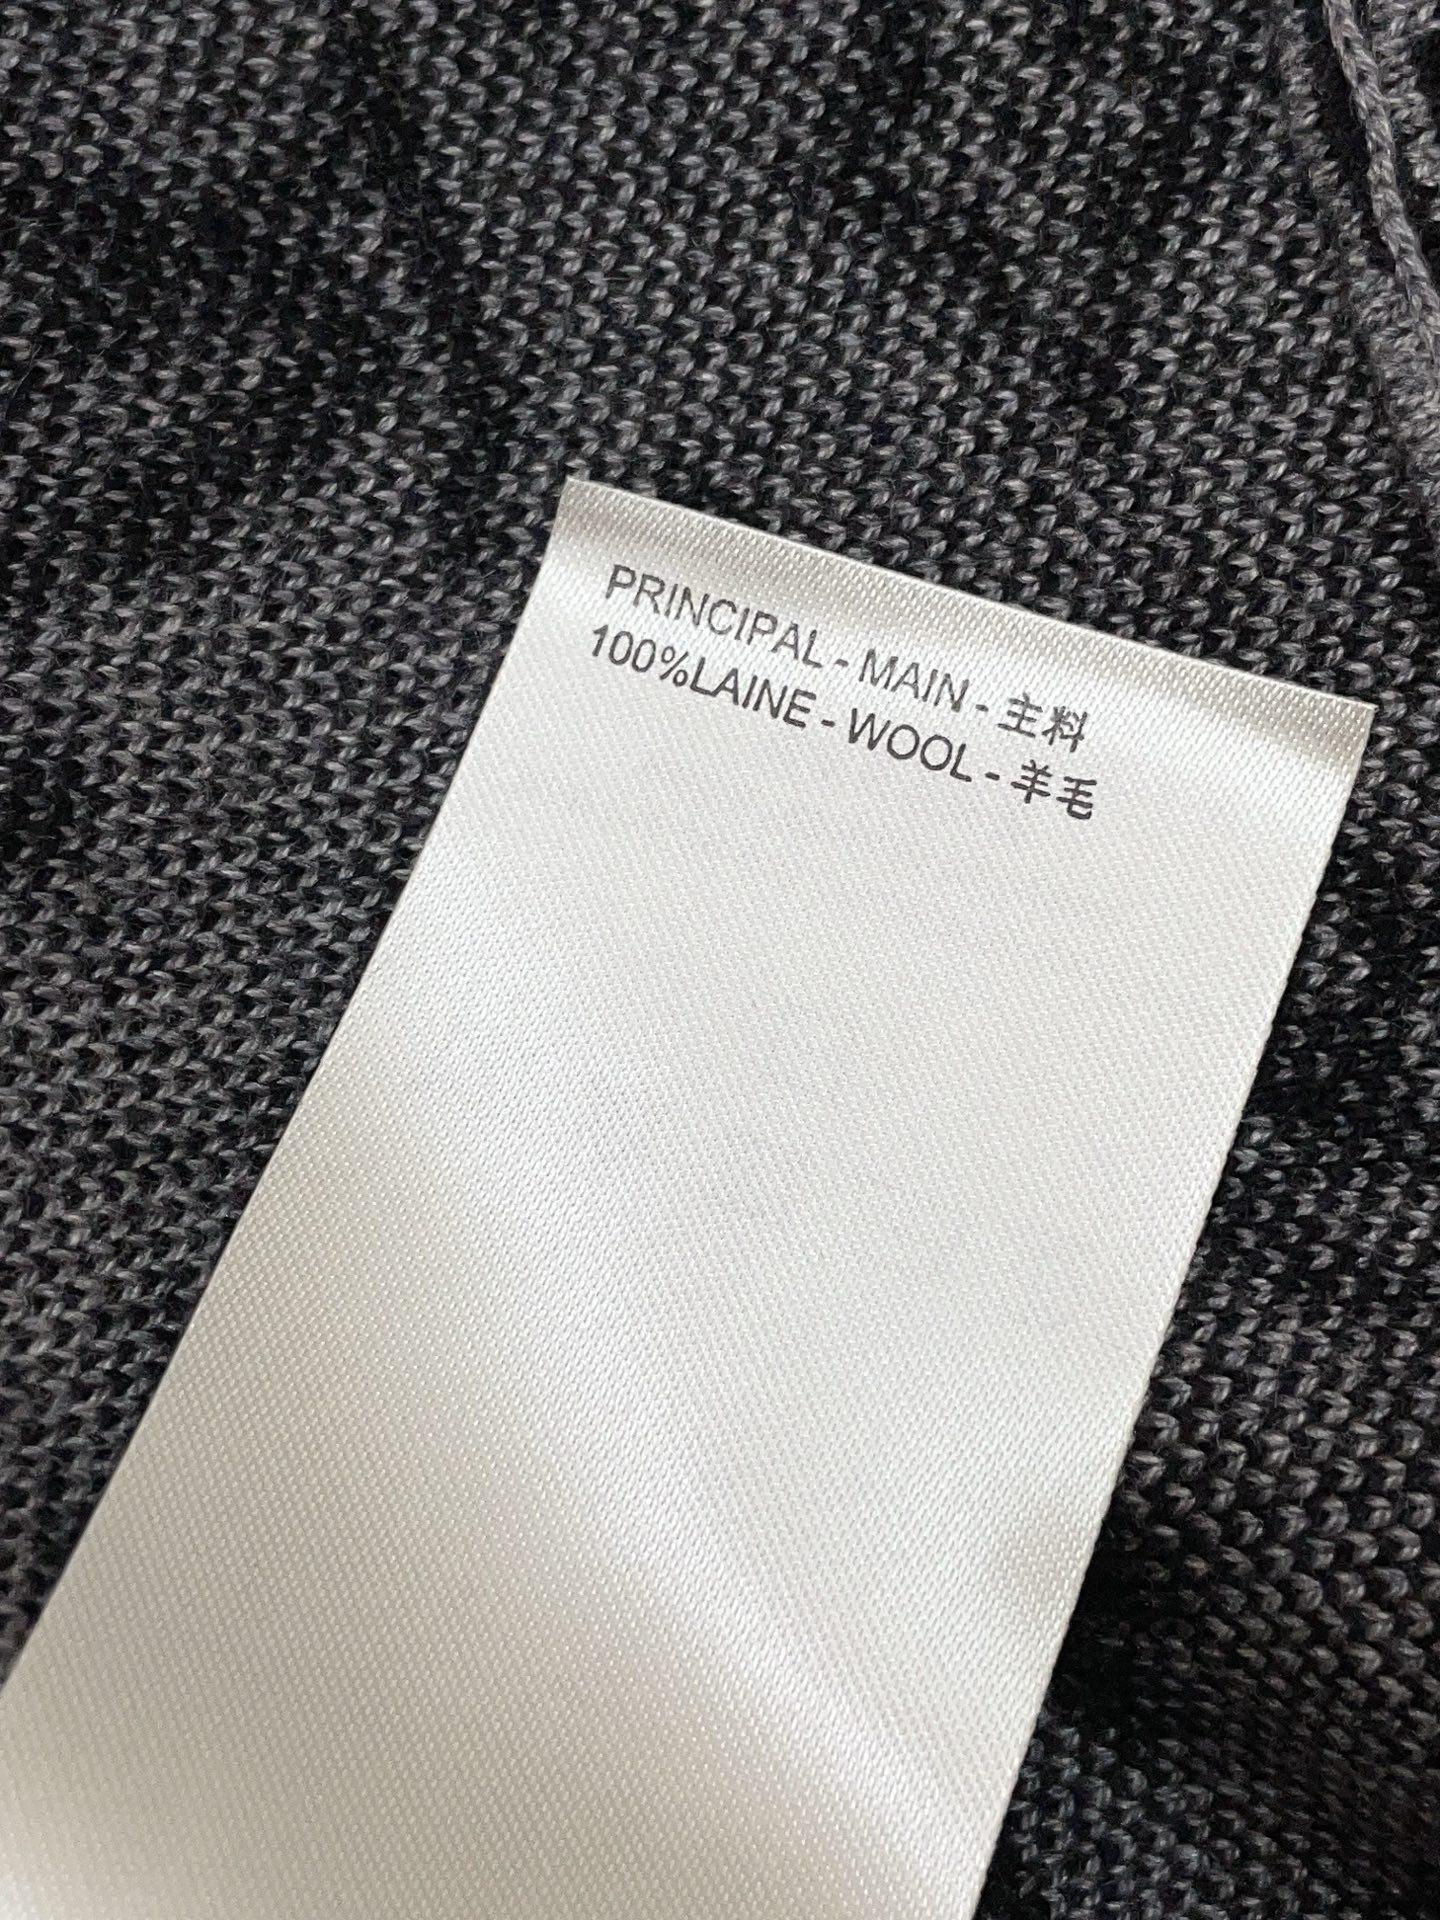 PRINCIPAL - MAIN - 主料
100%LAINE - WOOL - 羊毛